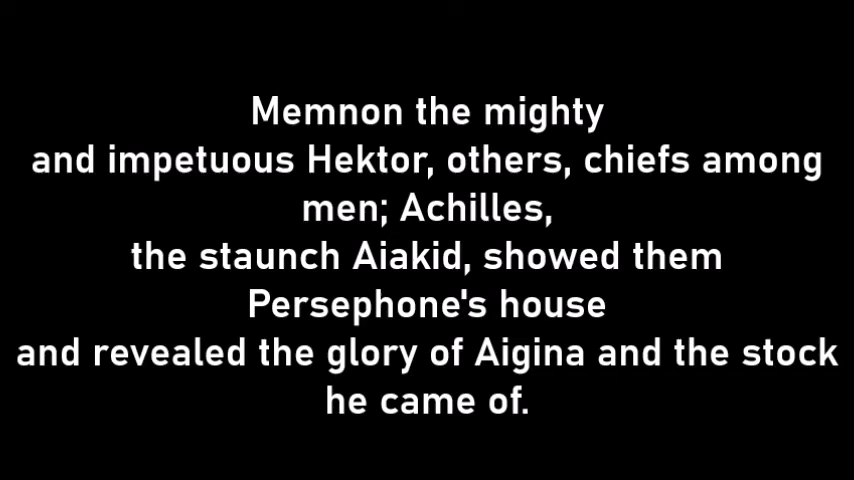 Memnon the mighty
and impetuous Hektor, others, chiefs among
men; Achilles,
the staunch Aiakid, showed them
Persephone's house
and revealed the glory of Aigina and the stock
he came of.